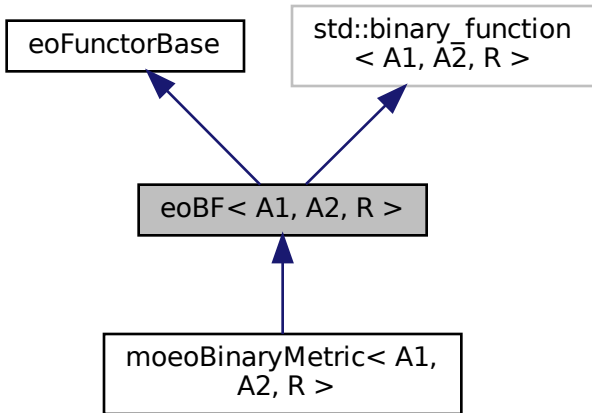 eoFunctorBase
std::binary_function
< A1, A2, R >
eoBF< A1, A2, R >
moeoBinaryMetric< A1,
A2, R >